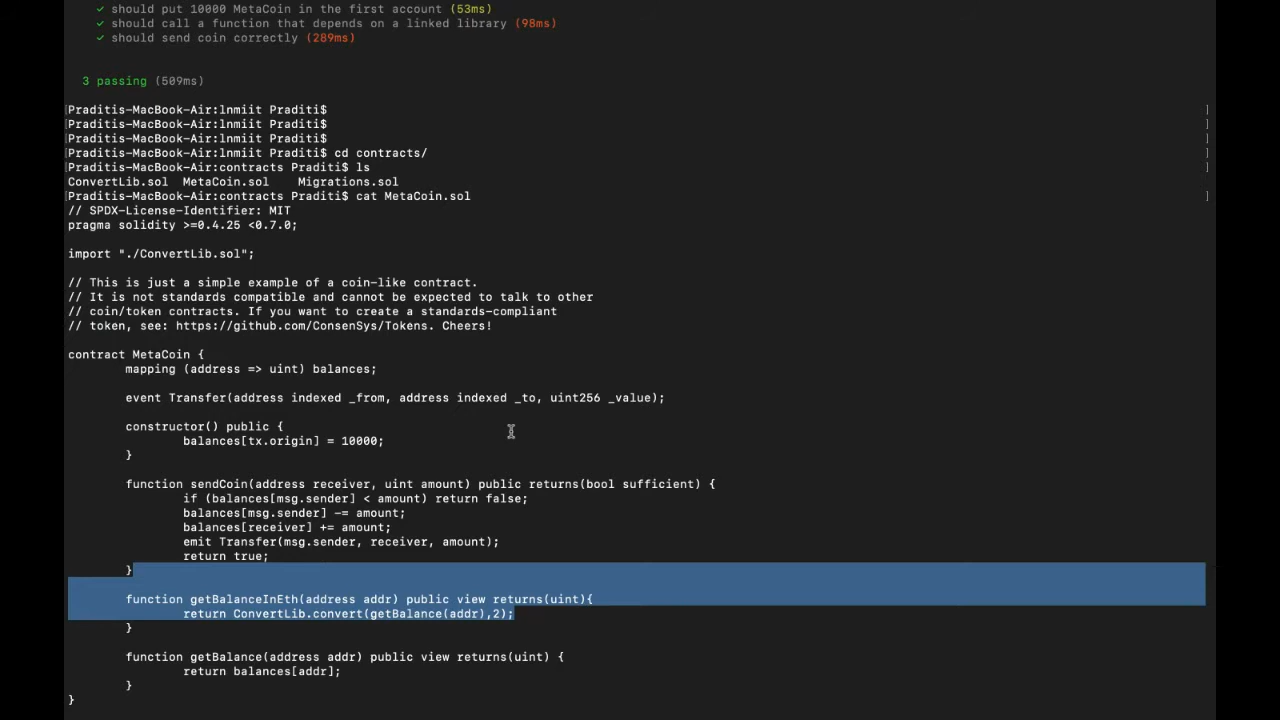 ✓ should put 10000 MetaCoin in the first account (53ms)
✓ should call a function that depends on a linked library (98ms)
✓ should send coin correctly (289ms)
3 passing (509ms)
[Praditis-MacBook-Air:lnmiit Praditi$ ]
[Praditis-MacBook-Air:lnmiit Praditi$ ]
[Praditis-MacBook-Air:lnmiit Praditi$ ]
[Praditis-MacBook-Air:lnmiit Praditi$ cd contracts/ ]
[Praditis-MacBook-Air:contracts Praditi$ ls ]
ConvertLib.sol  MetaCoin.sol    Migrations.sol
[Praditis-MacBook-Air:contracts Praditi$ cat MetaCoin.sol ]
// SPDX-License-Identifier: MIT
pragma solidity >=0.4.25 <0.7.0;
import "./ConvertLib.sol";
// This is just a simple example of a coin-like contract.
// It is not standards compatible and cannot be expected to talk to other
// coin/token contracts. If you want to create a standards-compliant
// token, see: https://github.com/ConsenSys/Tokens. Cheers!
contract MetaCoin {
mapping (address => uint) balances;
event Transfer(address indexed _from, address indexed _to, uint256 _value);
constructor() public {
balances[tx.origin] = 10000;
}
function sendCoin(address receiver, uint amount) public returns(bool sufficient) {
if (balances[msg.sender] < amount) return false;
balances[msg.sender] -= amount;
balances[receiver] += amount;
emit Transfer(msg.sender, receiver, amount);
return true;
}
function getBalanceInEth(address addr) public view returns(uint){
return ConvertLib.convert(getBalance(addr),2);
}
function getBalance(address addr) public view returns(uint) {
return balances[addr];
}
}